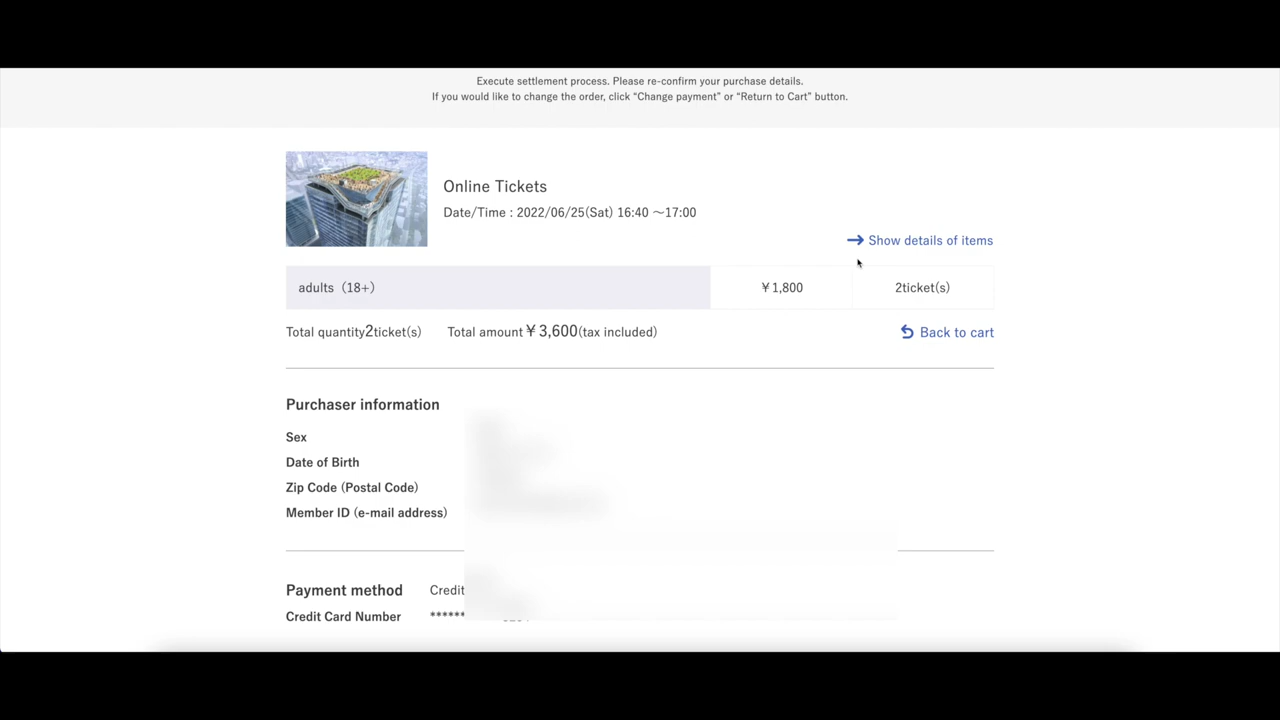 Execute settlement process. Please re-confirm your purchase details.
If you would like to change the order, click “Change payment” or “Return to Cart” button.
Online Tickets
Date/Time : 2022/06/25(Sat) 16:40 ～17:00
Show details of items
adults（18+） ￥1,800 2ticket(s)
Total quantity2ticket(s) Total amount￥3,600(tax included) Back to cart
Purchaser information
Sex
Date of Birth
Zip Code (Postal Code)
Member ID (e-mail address)
Payment method Credit
Credit Card Number ******